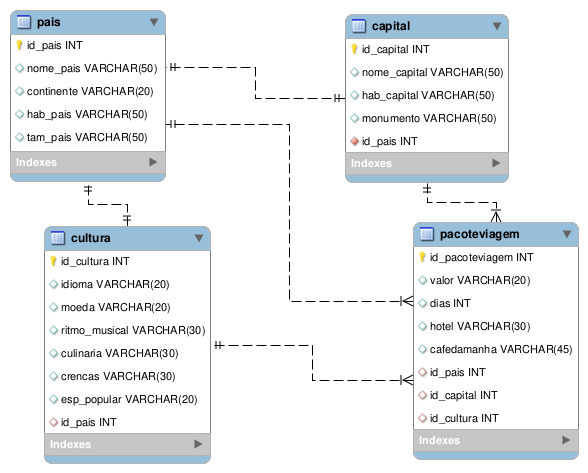 pais
id_pais INT
nome_pais VARCHAR(50)
continente VARCHAR(20)
hab_pais VARCHAR(50)
tam_pais VARCHAR(50)
Indexes
capital
id_capital INT
nome_capital VARCHAR(50)
hab_capital VARCHAR(50)
monumento VARCHAR(50)
id_pais INT
Indexes
cultura
id_cultura INT
idioma VARCHAR(20)
moeda VARCHAR(20)
ritmo_musical VARCHAR(30)
culinaria VARCHAR(30)
crencas VARCHAR(30)
esp_popular VARCHAR(20)
id_pais INT
Indexes
pacoteviagem
id_pacoteviagem INT
valor VARCHAR(20)
dias INT
hotel VARCHAR(30)
cafedamanha VARCHAR(45)
id_pais INT
id_capital INT
id_cultura INT
Indexes